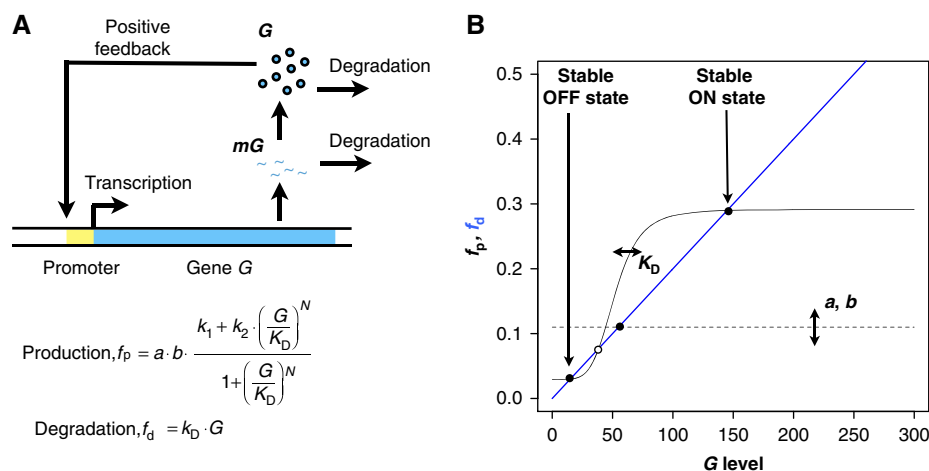 A
Positive
feedback
G
Degradation
mG
Degradation
Transcription
Promoter
Gene G
Production, fp = a · b · (k1 + k2 · (G/KD)^N) / (1 + (G/KD)^N)
Degradation, fd = kD · G
B
Stable
OFF state
Stable
ON state
KD
a, b
fp, fd
0.5
0.4
0.3
0.2
0.1
0.0
0 50 100 150 200 250 300
G level